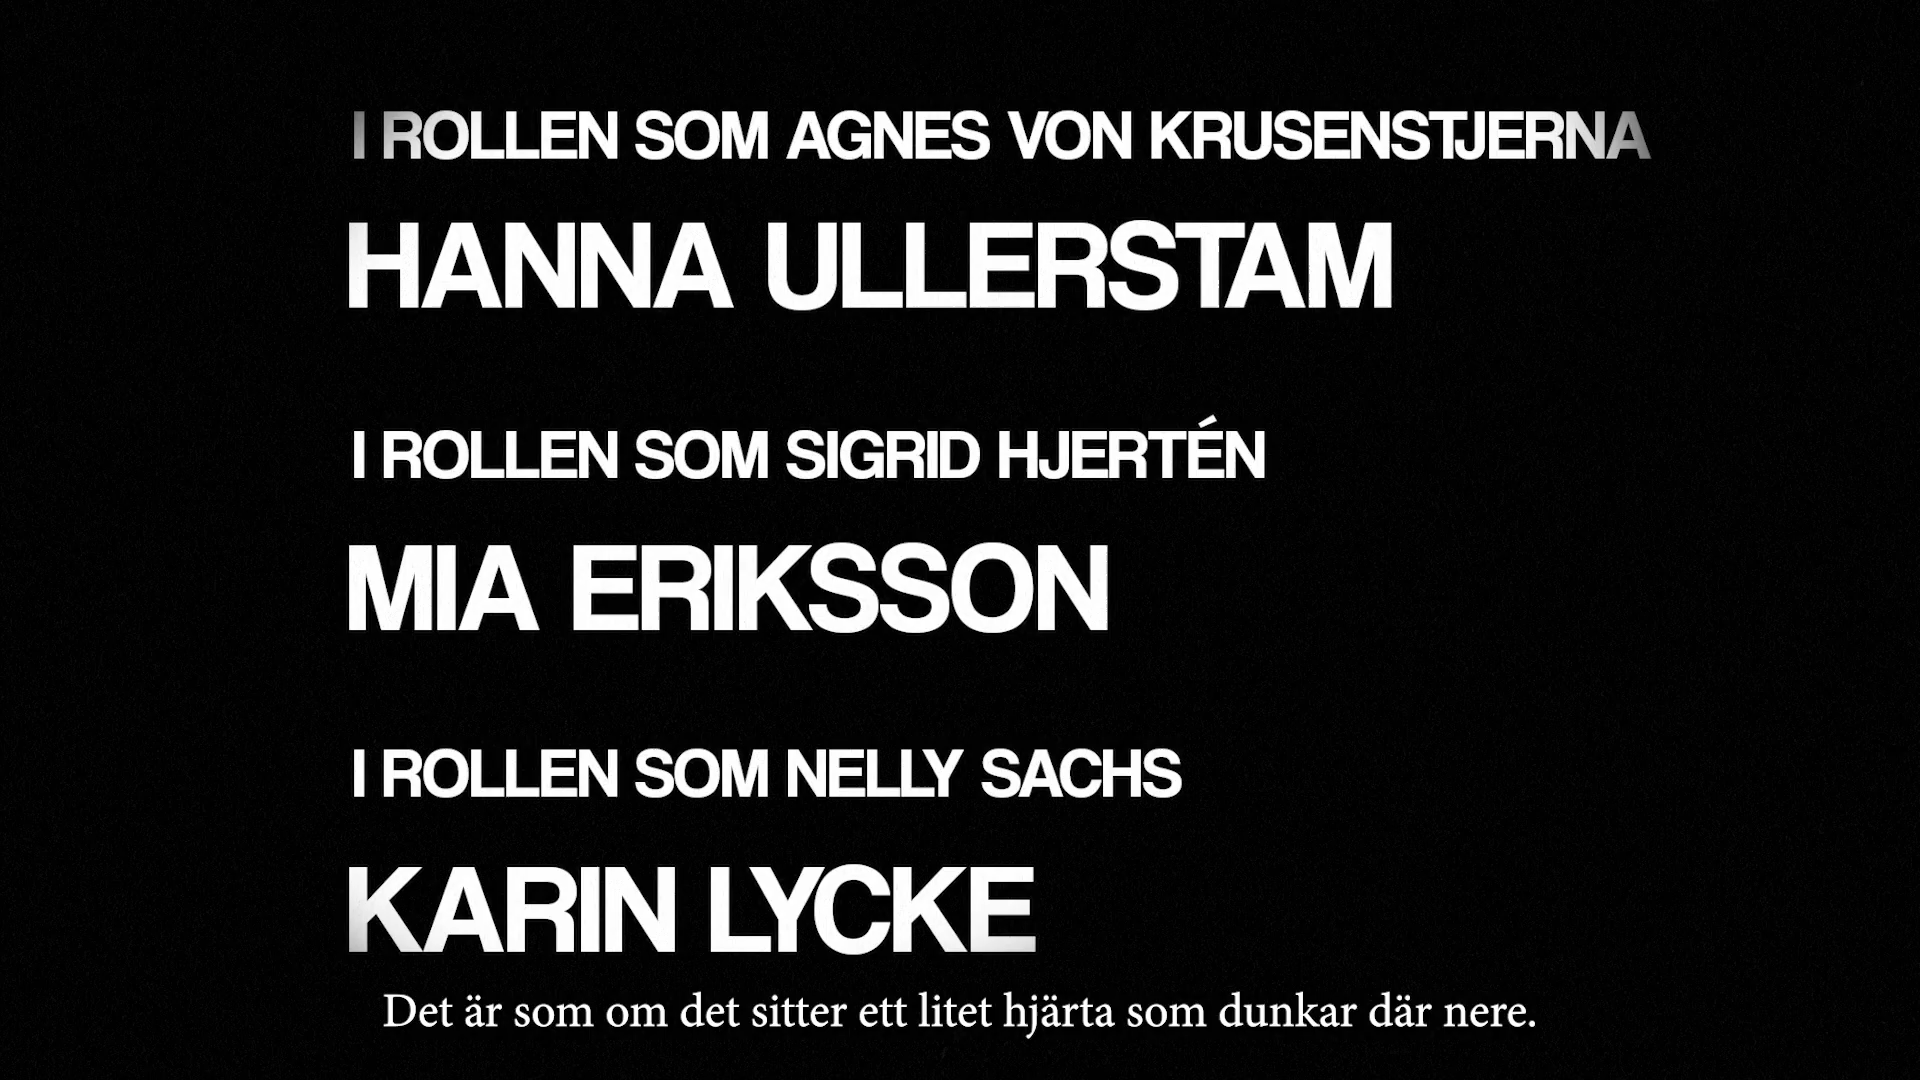 I ROLLEN SOM AGNES VON KRUSENSTJERNA
HANNA ULLERSTAM
I ROLLEN SOM SIGRID HJERTÉN
MIA ERIKSSON
I ROLLEN SOM NELLY SACHS
KARIN LYCKE
Det är som om det sitter ett litet hjärta som dunkar där nere.